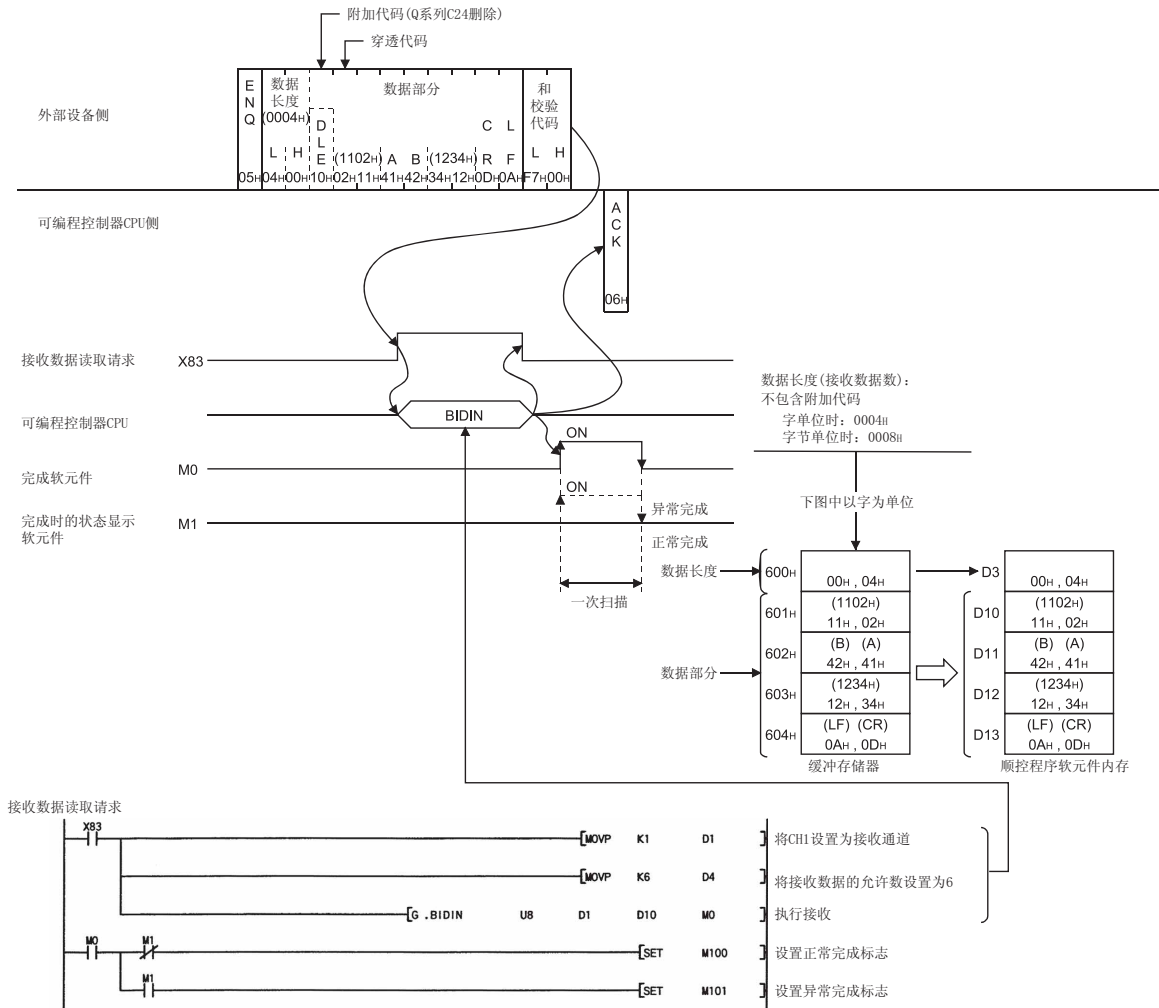 附加代码(Q系列C24删除)
穿透代码
外部设备侧
ENQ
数据长度
(0004H)
数据部分
和校验代码
DLE
C L
L H
(1102H) A B (1234H) R F
L H
05H 04H 00H 10H 02H 11H 41H 42H 34H 12H 0DH 0AH F7H 00H
可编程控制器CPU侧
ACK
06H
接收数据读取请求 X83
可编程控制器CPU
BIDIN
数据长度(接收数据数):
不包含附加代码
字单位时: 0004H
字节单位时: 0008H
完成软元件 M0
ON
ON
下图中以字为单位
完成时的状态显示
软元件
M1
异常完成
正常完成
一次扫描
数据长度 600H 00H , 04H D3 00H , 04H
601H (1102H) D10 (1102H)
11H , 02H 11H , 02H
602H (B) (A) D11 (B) (A)
42H , 41H 42H , 41H
数据部分
603H (1234H) D12 (1234H)
12H , 34H 12H , 34H
604H (LF) (CR) D13 (LF) (CR)
0AH , 0DH 0AH , 0DH
缓冲存储器 顺控程序软元件内存
接收数据读取请求
X83
MOVP K1 D1 将CH1设置为接收通道
MOVP K6 D4 将接收数据的允许数设置为6
G .BIDIN U8 D1 D10 M0 执行接收
M0 M1 SET M100 设置正常完成标志
M1 SET M101 设置异常完成标志